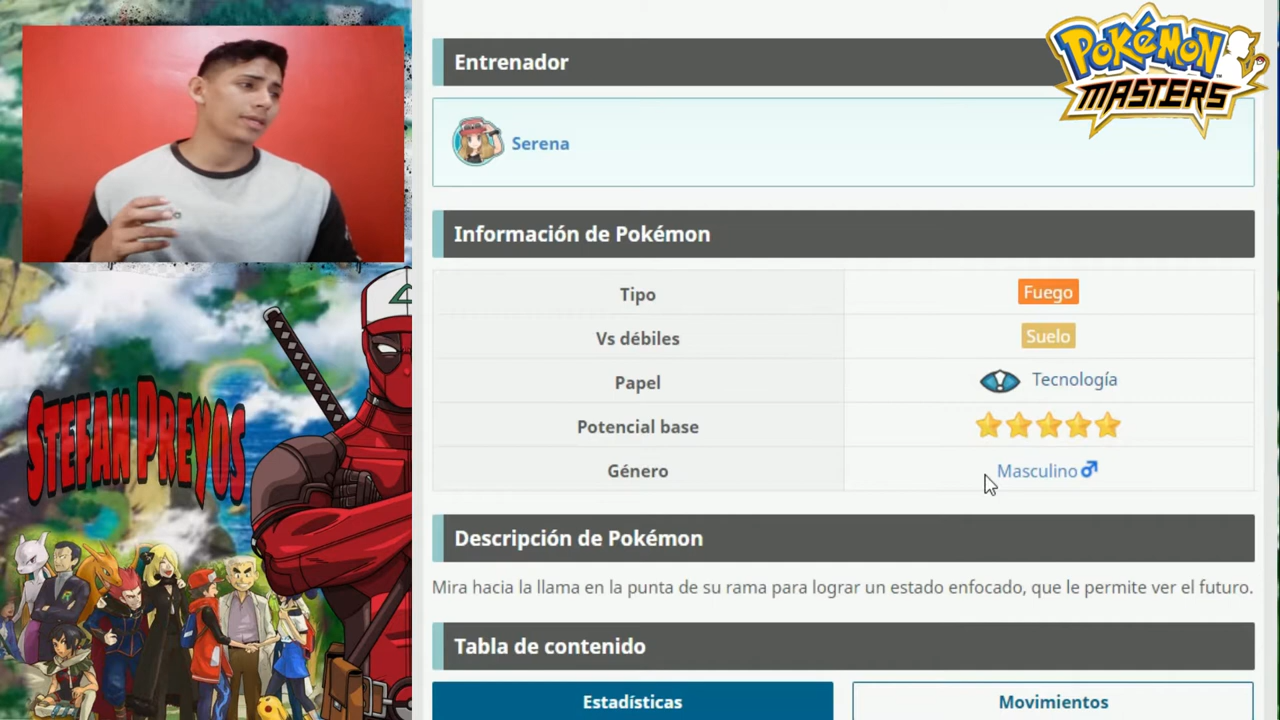 POKéMON
MASTERS
Entrenador
Serena
Información de Pokémon
Tipo Fuego
Vs débiles Suelo
Papel Tecnología
Potencial base
Género Masculino
Descripción de Pokémon
Mira hacia la llama en la punta de su rama para lograr un estado enfocado, que le permite ver el futuro.
Tabla de contenido
Estadísticas Movimientos
STEFAN PREYOS